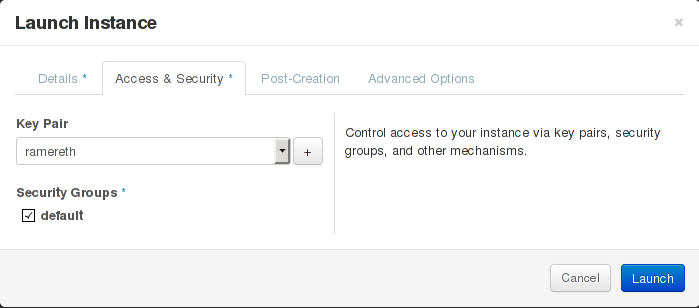 Launch Instance
×
Details *
Access & Security *
Post-Creation
Advanced Options
Key Pair
ramereth
+
Security Groups *
default
Control access to your instance via key pairs, security
groups, and other mechanisms.
Cancel
Launch